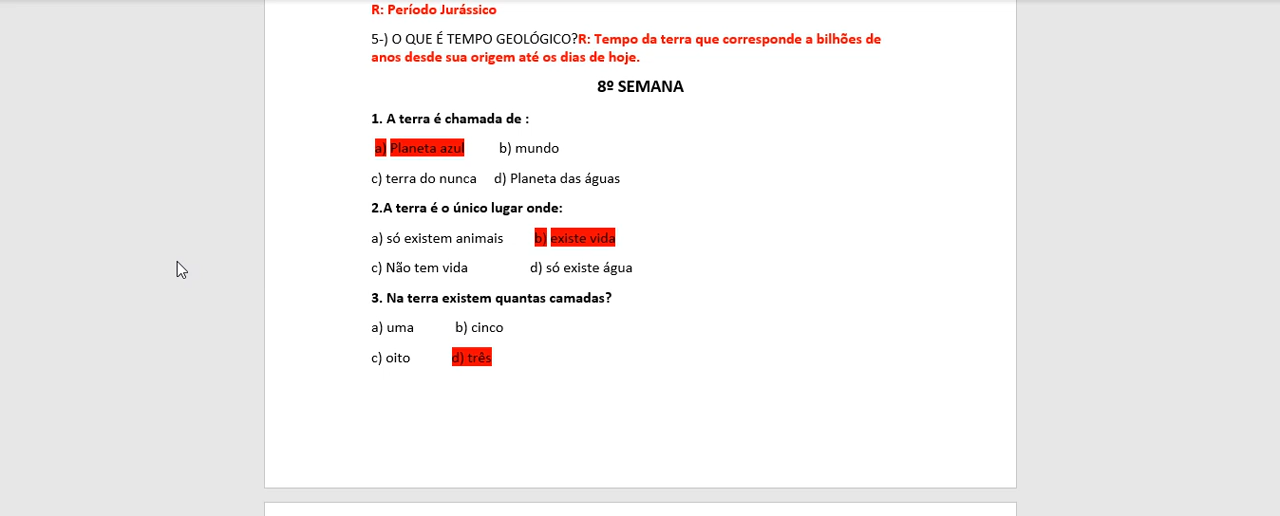 R: Período Jurássico
5-) O QUE É TEMPO GEOLÓGICO?R: Tempo da terra que corresponde a bilhões de
anos desde sua origem até os dias de hoje.
8º SEMANA
1. A terra é chamada de :
a) Planeta azul b) mundo
c) terra do nunca d) Planeta das águas
2.A terra é o único lugar onde:
a) só existem animais b) existe vida
c) Não tem vida d) só existe água
3. Na terra existem quantas camadas?
a) uma b) cinco
c) oito d) três